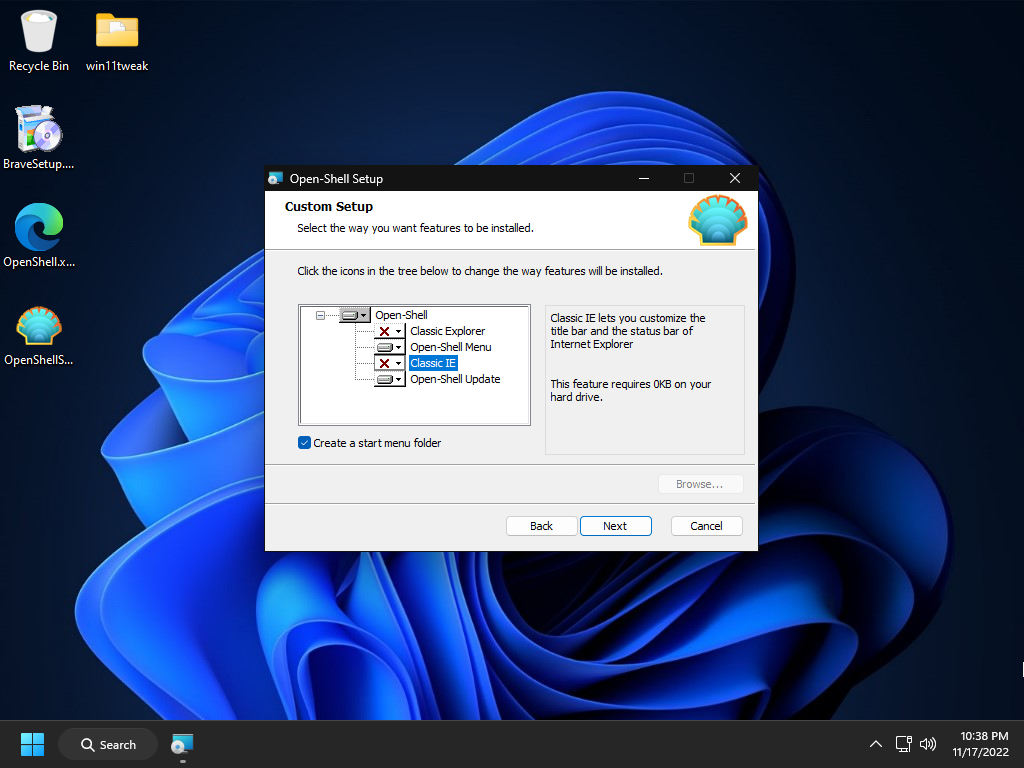 Recycle Bin
win11tweak
BraveSetup....
OpenShell.x...
OpenShellS...
Open-Shell Setup
Custom Setup
Select the way you want features to be installed.
Click the icons in the tree below to change the way features will be installed.
Open-Shell
Classic Explorer
Open-Shell Menu
Classic IE
Open-Shell Update
Classic IE lets you customize the
title bar and the status bar of
Internet Explorer
This feature requires 0KB on your
hard drive.
Create a start menu folder
Browse...
Back
Next
Cancel
Search
10:38 PM
11/17/2022